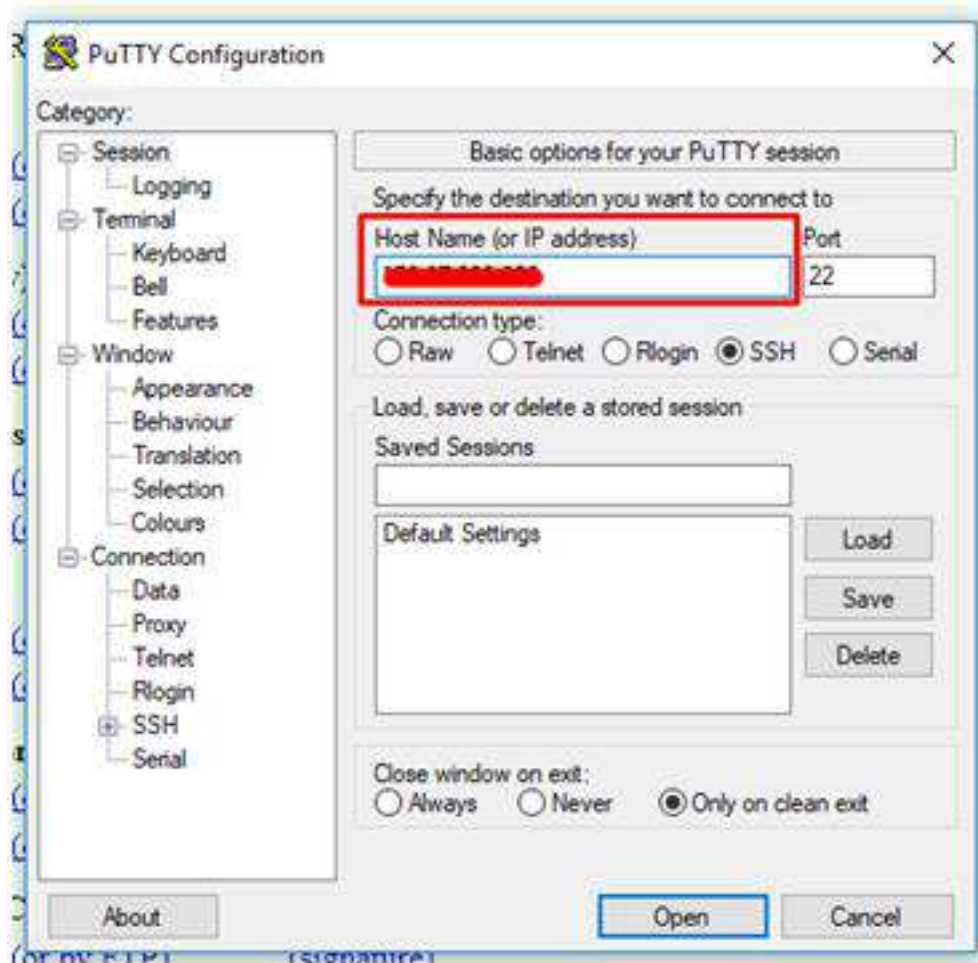 PuTTY Configuration
Category:
Session
Logging
Terminal
Keyboard
Bell
Features
Window
Appearance
Behaviour
Translation
Selection
Colours
Connection
Data
Proxy
Telnet
Rlogin
SSH
Serial
Basic options for your PuTTY session
Specify the destination you want to connect to
Host Name (or IP address) Port
22
Connection type:
Raw Telnet Rlogin SSH Serial
Load, save or delete a stored session
Saved Sessions
Default Settings
Load
Save
Delete
Close window on exit:
Always Never Only on clean exit
About Open Cancel
(or by FTP) (signature)